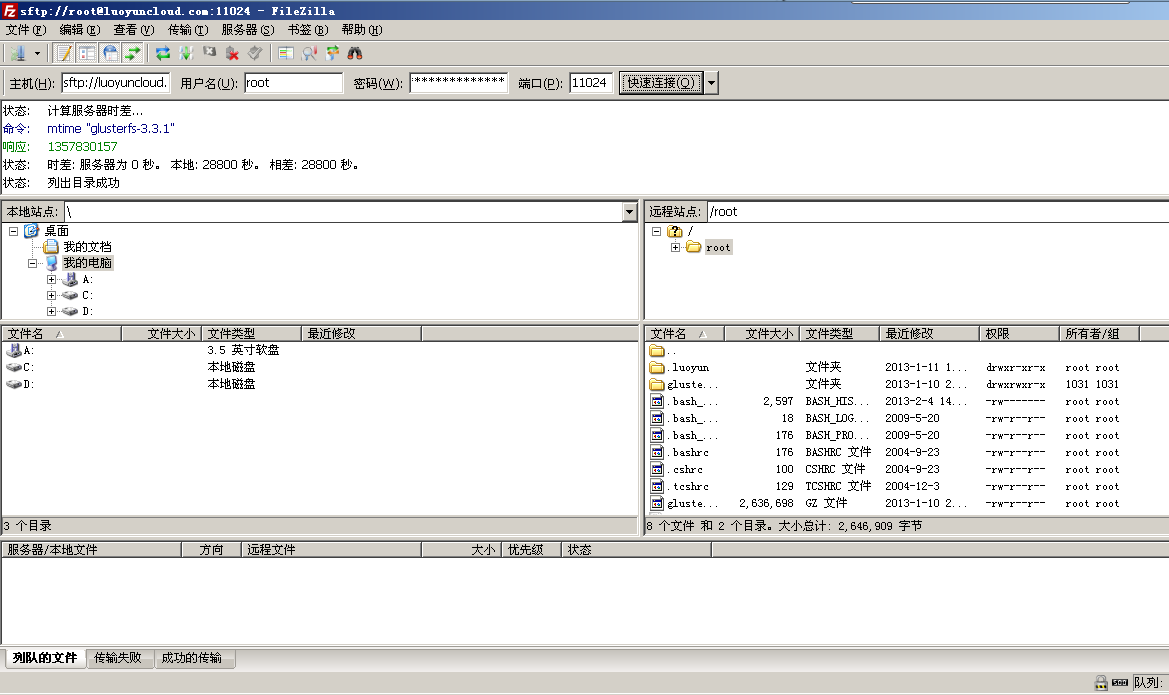 sftp://root@luoyuncloud.com:11024 - FileZilla
文件(F) 编辑(E) 查看(V) 传输(T) 服务器(S) 书签(B) 帮助(H)
主机(H): sftp://luoyuncloud. 用户名(U): root 密码(W): ************* 端口(P): 11024 快速连接(Q)
状态: 计算服务器时差...
命令: mtime "glusterfs-3.3.1"
响应: 1357830157
状态: 时差: 服务器为 0 秒。 本地: 28800 秒。 相差: 28800 秒。
状态: 列出目录成功
本地站点: \
桌面
我的文档
我的电脑
A:
C:
D:
文件名 文件大小 文件类型 最近修改
A: 3.5 英寸软盘
C: 本地磁盘
D: 本地磁盘
3 个目录
远程站点: /root
/
root
文件名 文件大小 文件类型 最近修改 权限 所有者/组
..
.luoyun 文件夹 2013-1-11 1... drwxr-xr-x root root
gluste... 文件夹 2013-1-10 2... drwxrwxr-x 1031 1031
.bash_... 2,597 BASH_HIS... 2013-2-4 14... -rw------- root root
.bash_... 18 BASH_LOG... 2009-5-20 -rw-r--r-- root root
.bash_... 176 BASH_PRO... 2009-5-20 -rw-r--r-- root root
.bashrc 176 BASHRC 文件 2004-9-23 -rw-r--r-- root root
.cshrc 100 CSHRC 文件 2004-9-23 -rw-r--r-- root root
.tcshrc 129 TCSHRC 文件 2004-12-3 -rw-r--r-- root root
gluste... 2,636,698 GZ 文件 2013-1-10 2... -rw-r--r-- root root
8 个文件 和 2 个目录。大小总计: 2,646,909 字节
服务器/本地文件 方向 远程文件 大小 优先级 状态
列队的文件 传输失败 成功的传输
队列: